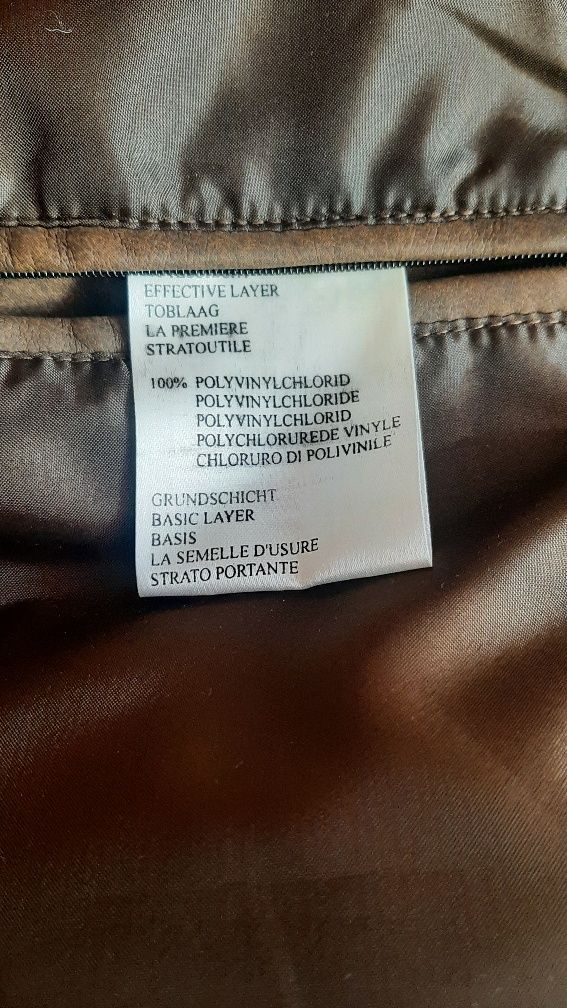 EFFECTIVE LAYER
TOBLAAG
LA PREMIERE
STRATOUTILE
100% POLYVINYLCHLORID
POLYVINYLCHLORIDE
POLYVINYLCHLORID
POLYCHLORUREDE VINYLE
CHLORURO DI POLIVINILE
GRUNDSCHICHT
BASIC LAYER
BASIS
LA SEMELLE D'USURE
STRATO PORTANTE